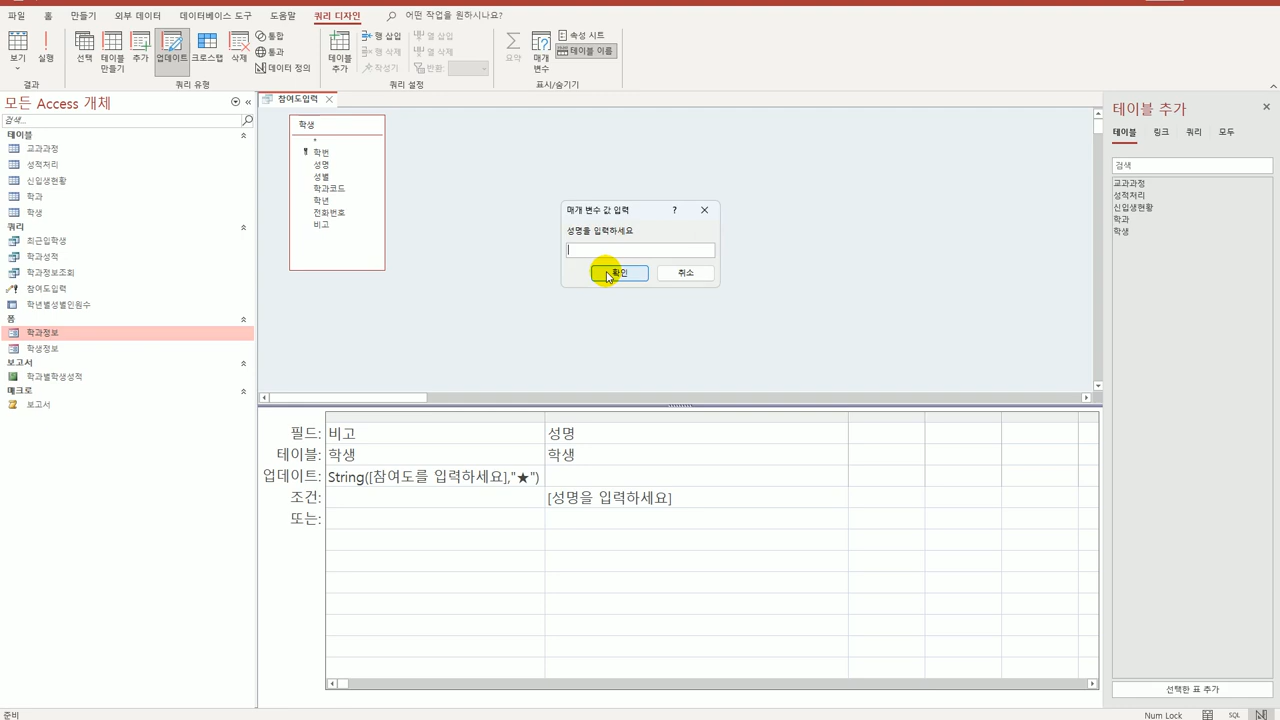 파일 홈 만들기 외부 데이터 데이터베이스 도구 도움말 쿼리 디자인 어떤 작업을 원하시나요?
보기 실행 선택 테이블 만들기 추가 업데이트 크로스탭 삭제 통합 통과 데이터 정의 테이블 추가 행 삽입 행 삭제 작성기 열 삽입 열 삭제 반환: 요약 매개 변수 속성 시트 테이블 이름
결과 쿼리 유형 쿼리 설정 표시/숨기기
모든 Access 개체
검색...
테이블
교과과정
성적처리
신입생현황
학과
학생
쿼리
최근입학생
학과성적
학과정보조회
참여도입력
학년별성별인원수
폼
학과정보
학생정보
보고서
학과별학생성적
매크로
보고서
참여도입력
학생
*
학번
성명
성별
학과코드
학년
전화번호
비고
매개 변수 값 입력 ?
성명을 입력하세요
확인 취소
필드: 비고 성명
테이블: 학생 학생
업데이트: String([참여도를 입력하세요],"★")
조건: [성명을 입력하세요]
또는:
테이블 추가
테이블 링크 쿼리 모두
검색
교과과정
성적처리
신입생현황
학과
학생
선택한 표 추가
준비 Num Lock SQL